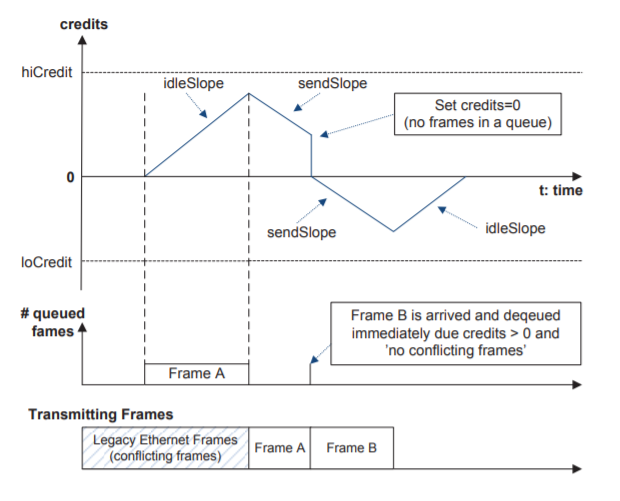 credits
hiCredit
idleSlope
sendSlope
Set credits=0
(no frames in a queue)
0
t: time
sendSlope
idleSlope
loCredit
# queued
fames
Frame B is arrived and deqeued
immediately due credits > 0 and
'no conflicting frames'
Frame A
Transmitting Frames
Legacy Ethernet Frames
(conflicting frames)
Frame A
Frame B